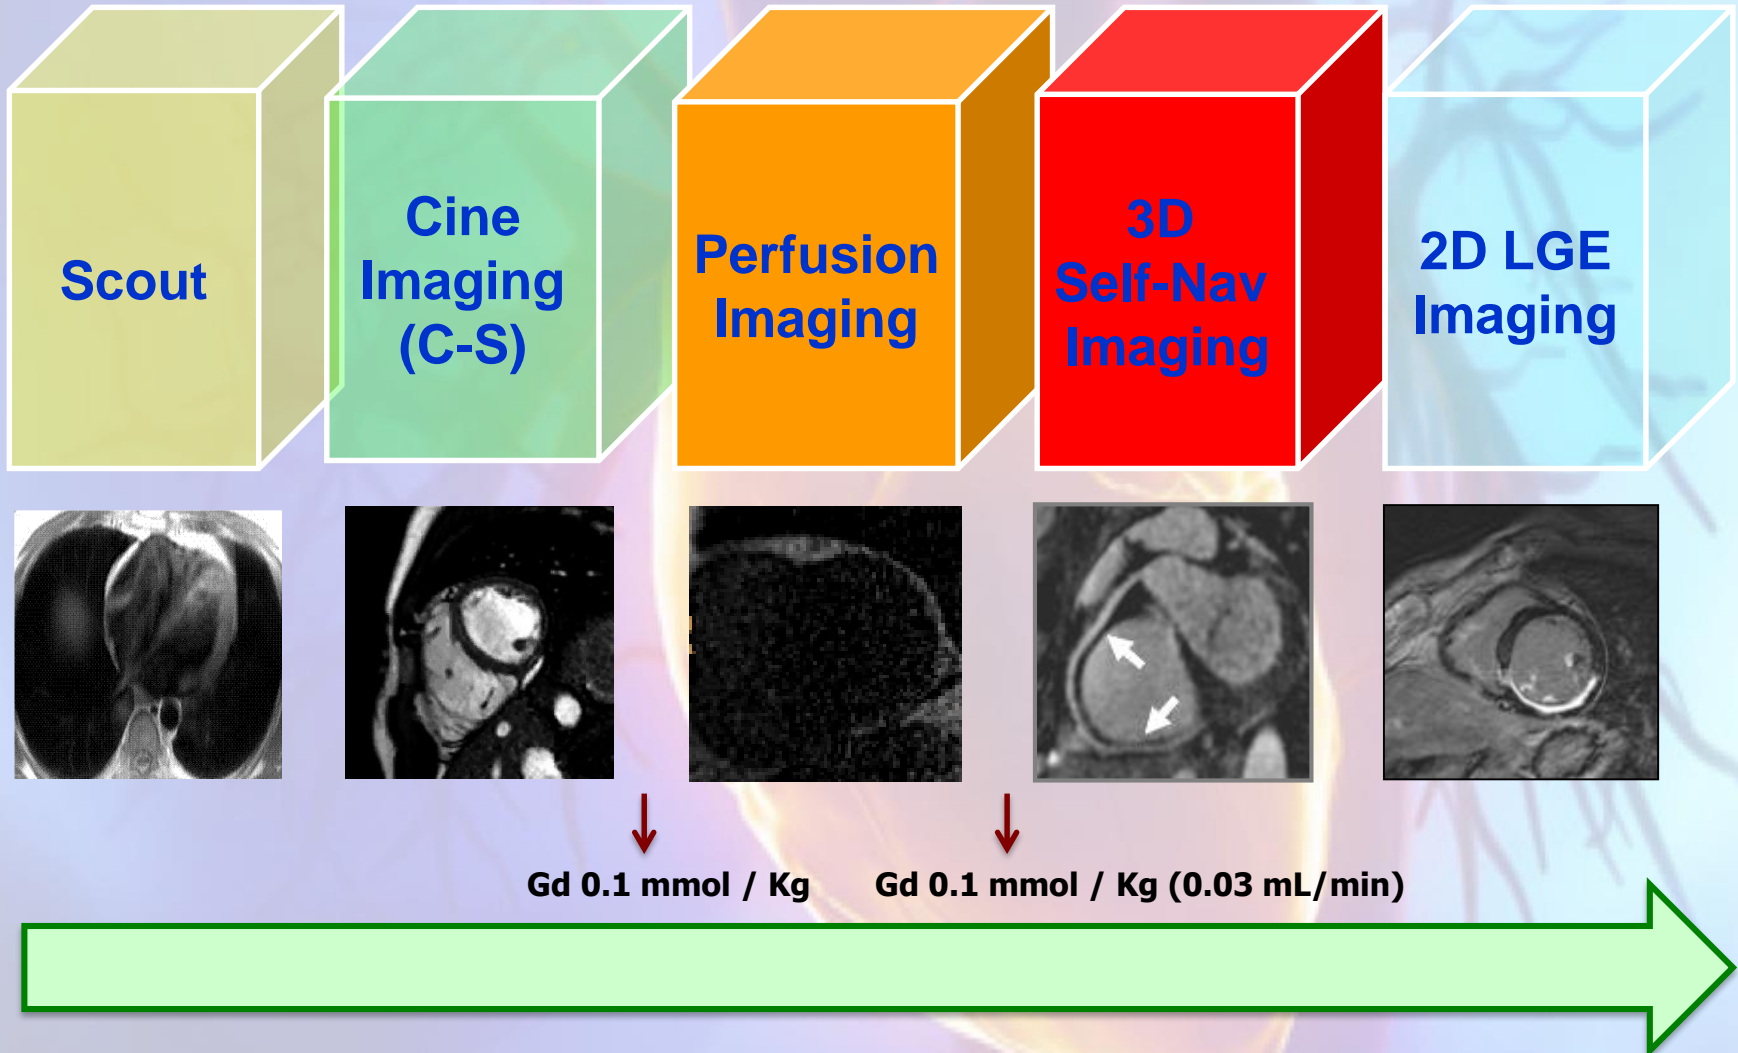 Scout
Cine
Imaging
(C-S)
Perfusion
Imaging
3D
Self-Nav
Imaging
2D LGE
Imaging
Gd 0.1 mmol / Kg
Gd 0.1 mmol / Kg (0.03 mL/min)